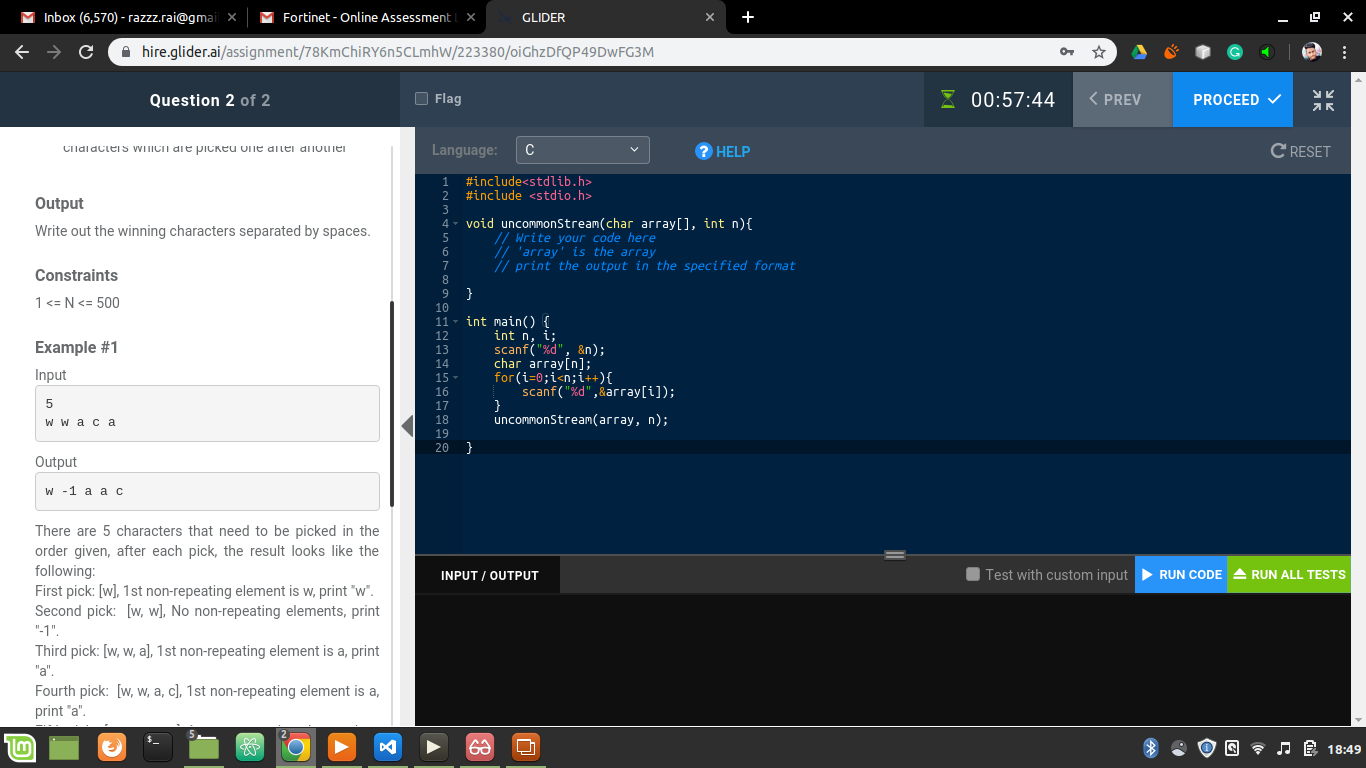 Inbox (6,570) - razzz.rai@gmai
Fortinet - Online Assessment
GLIDER
hire.glider.ai/assignment/78KmChiRY6n5CLmhW/223380/oiGhzDfQP49DwFG3M
Question 2 of 2
Flag
00:57:44
PREV
PROCEED
characters which are picked one after another
Output
Write out the winning characters separated by spaces.
Constraints
1 <= N <= 500
Example #1
Input
5
w w a c a
Output
w -1 a a c
There are 5 characters that need to be picked in the
order given, after each pick, the result looks like the
following:
First pick: [w], 1st non-repeating element is w, print "w".
Second pick: [w, w], No non-repeating elements, print
"-1".
Third pick: [w, w, a], 1st non-repeating element is a, print
"a".
Fourth pick: [w, w, a, c], 1st non-repeating element is a,
print "a".
Language:
C
? HELP
RESET
1 #include<stdlib.h>
2 #include <stdio.h>
3
4 void uncommonStream(char array[], int n){
5 // Write your code here
6 // 'array' is the array
7 // print the output in the specified format
8
9 }
10
11 int main() {
12 int n, i;
13 scanf("%d", &n);
14 char array[n];
15 for(i=0;i<n;i++){
16 scanf("%d",&array[i]);
17 }
18 uncommonStream(array, n);
19
20 }
INPUT / OUTPUT
Test with custom input
RUN CODE
RUN ALL TESTS
5
2
18:49